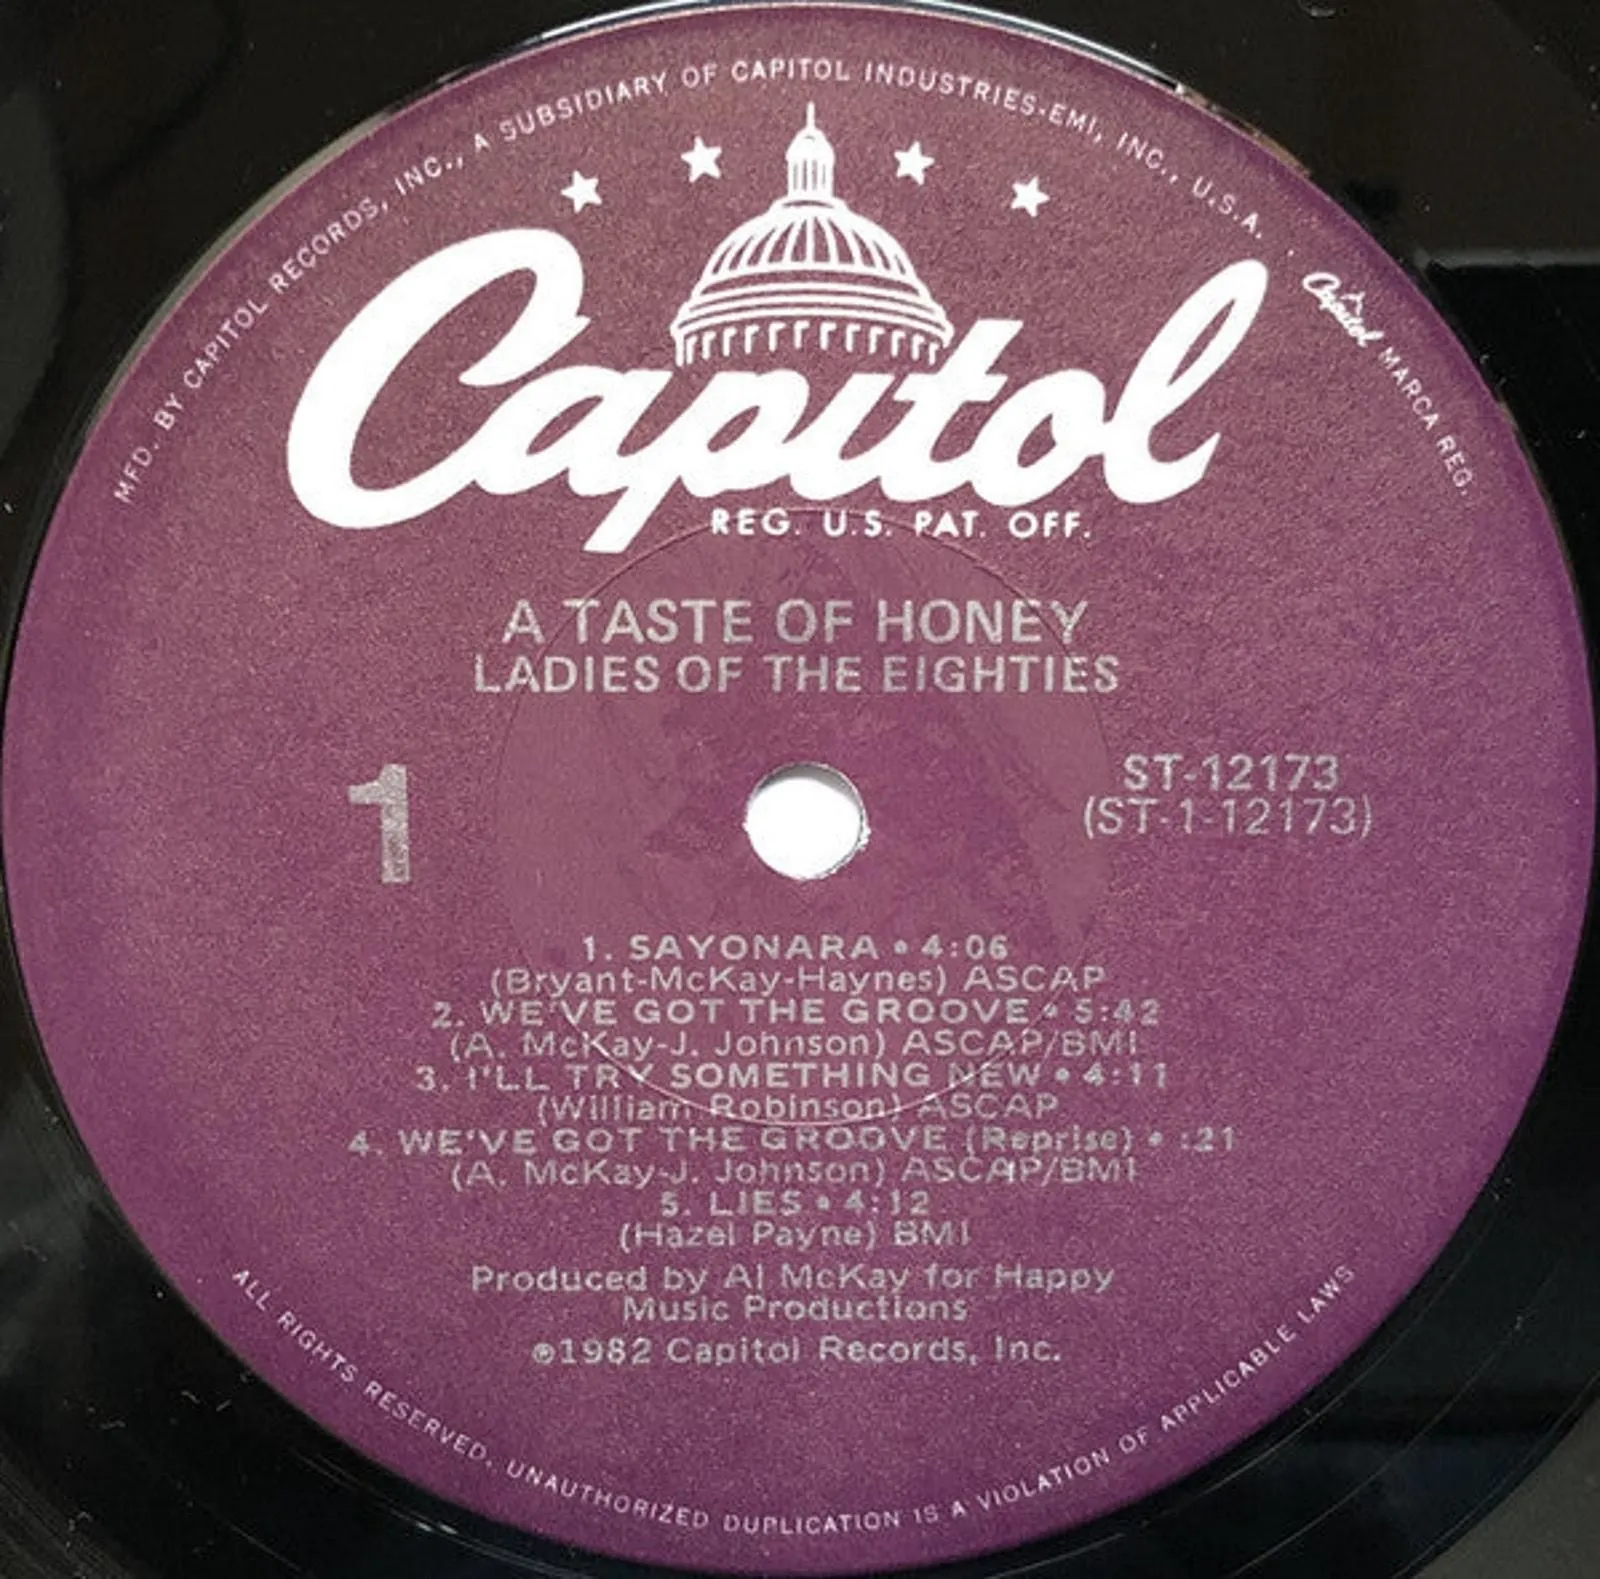 MFD. BY CAPITOL RECORDS, INC., A SUBSIDIARY OF CAPITOL INDUSTRIES-EMI, INC., U.S.A. · Capitol MARCA REG.
Capitol
REG. U.S. PAT. OFF.
A TASTE OF HONEY
LADIES OF THE EIGHTIES
1
ST-12173
(ST-1-12173)
1. SAYONARA • 4:06
(Bryant-McKay-Haynes) ASCAP
2. WE'VE GOT THE GROOVE • 5:42
(A. McKay-J. Johnson) ASCAP/BMI
3. I'LL TRY SOMETHING NEW • 4:11
(William Robinson) ASCAP
4. WE'VE GOT THE GROOVE (Reprise) • :21
(A. McKay-J. Johnson) ASCAP/BMI
5. LIES • 4:12
(Hazel Payne) BMI
Produced by Al McKay for Happy
Music Productions
℗1982 Capitol Records, Inc.
ALL RIGHTS RESERVED. UNAUTHORIZED DUPLICATION IS A VIOLATION OF APPLICABLE LAWS